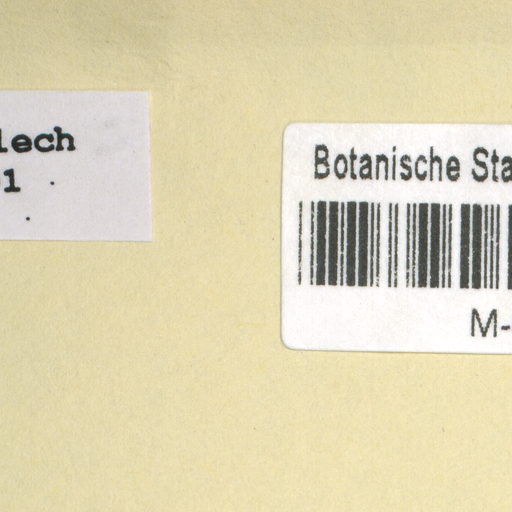 lech
1
Botanische Sta
M-